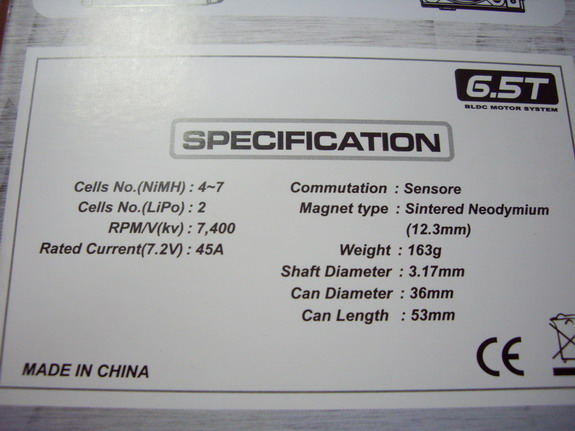 6.5T
BLDC MOTOR SYSTEM
SPECIFICATION
Cells No.(NiMH) : 4~7
Cells No.(LiPo) : 2
RPM/V(kv) : 7,400
Rated Current(7.2V) : 45A
Commutation : Sensore
Magnet type : Sintered Neodymium
(12.3mm)
Weight : 163g
Shaft Diameter : 3.17mm
Can Diameter : 36mm
Can Length : 53mm
CE
MADE IN CHINA